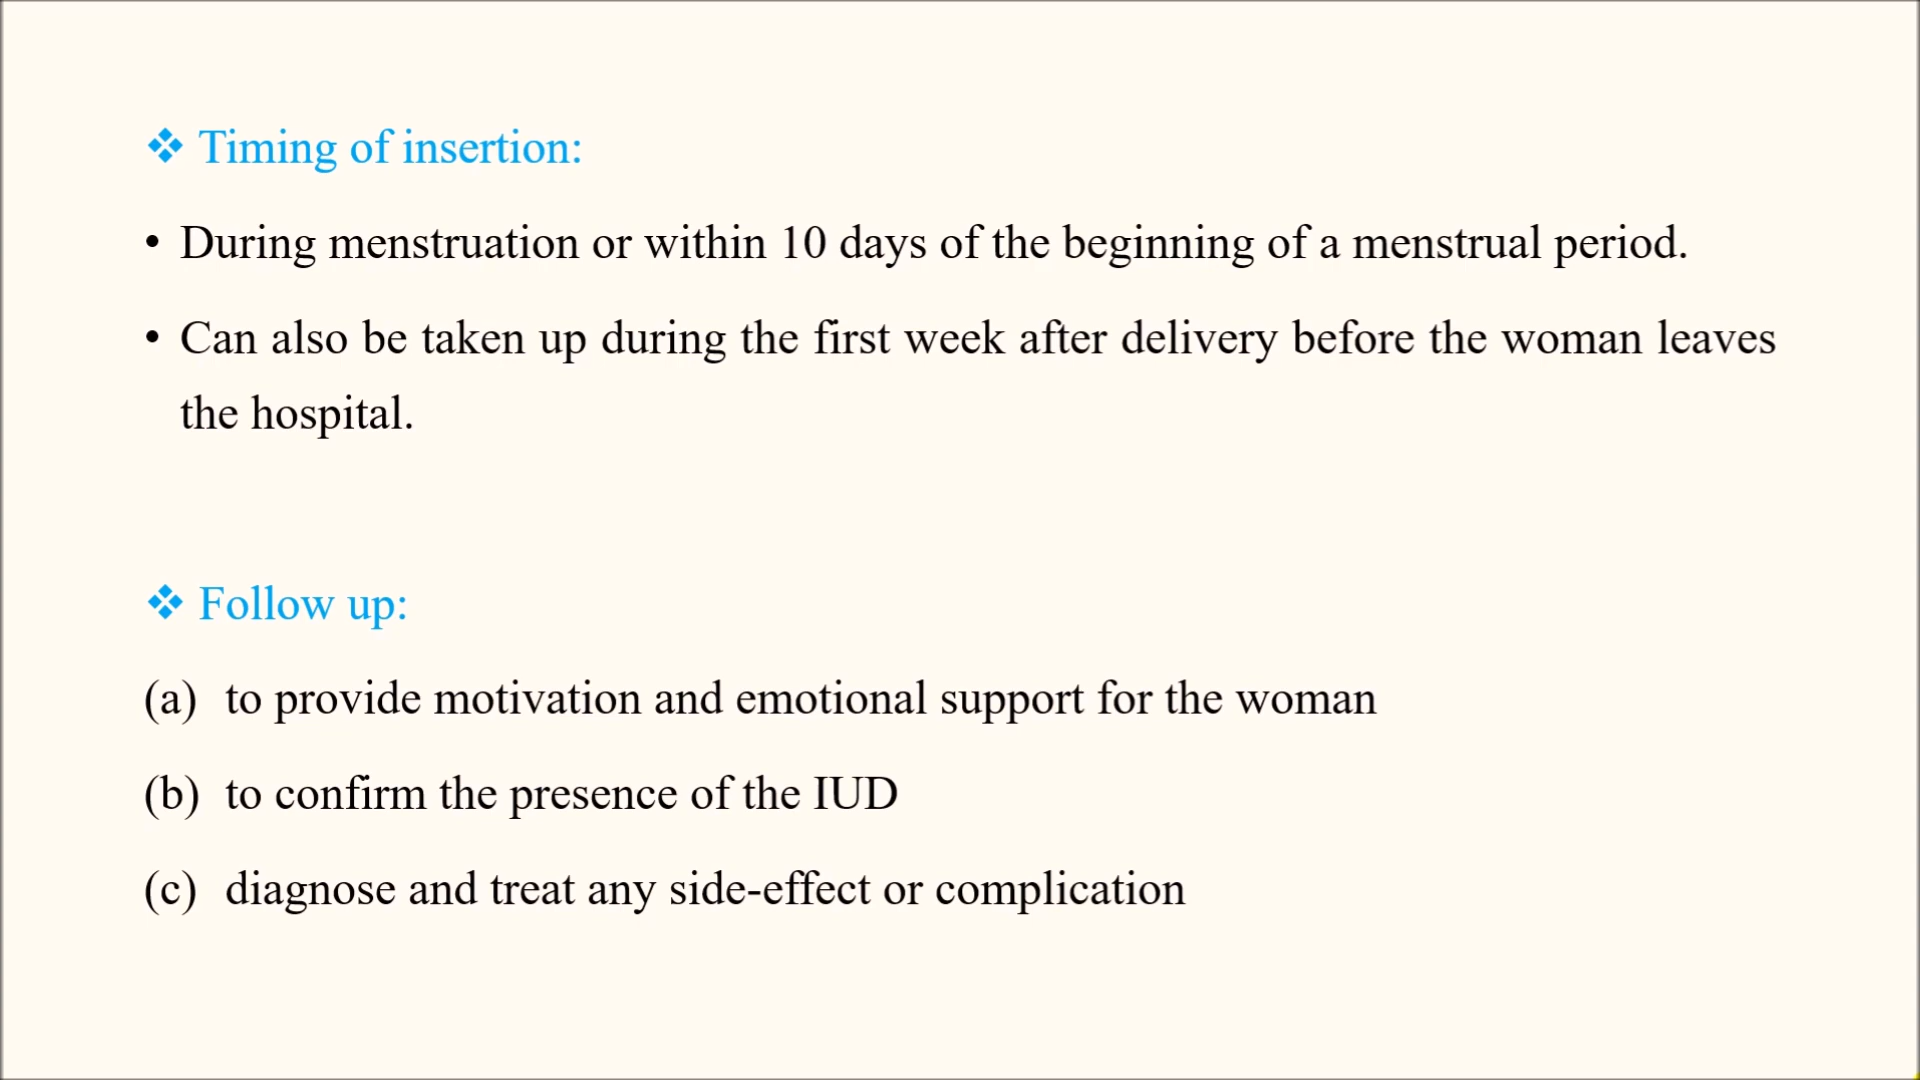 ❖ Timing of insertion:
• During menstruation or within 10 days of the beginning of a menstrual period.
• Can also be taken up during the first week after delivery before the woman leaves
the hospital.
❖ Follow up:
(a) to provide motivation and emotional support for the woman
(b) to confirm the presence of the IUD
(c) diagnose and treat any side-effect or complication